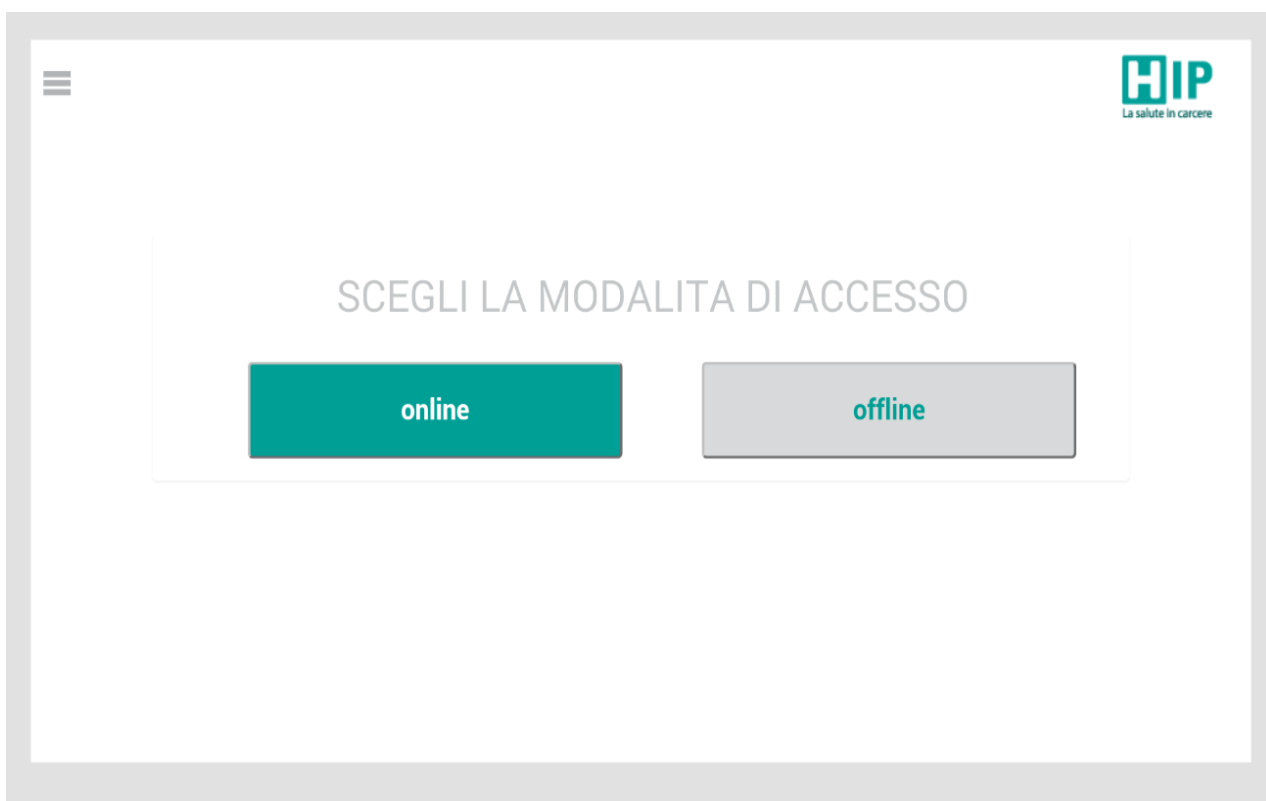 HIP
La salute in carcere
SCEGLI LA MODALITA DI ACCESSO
online
offline